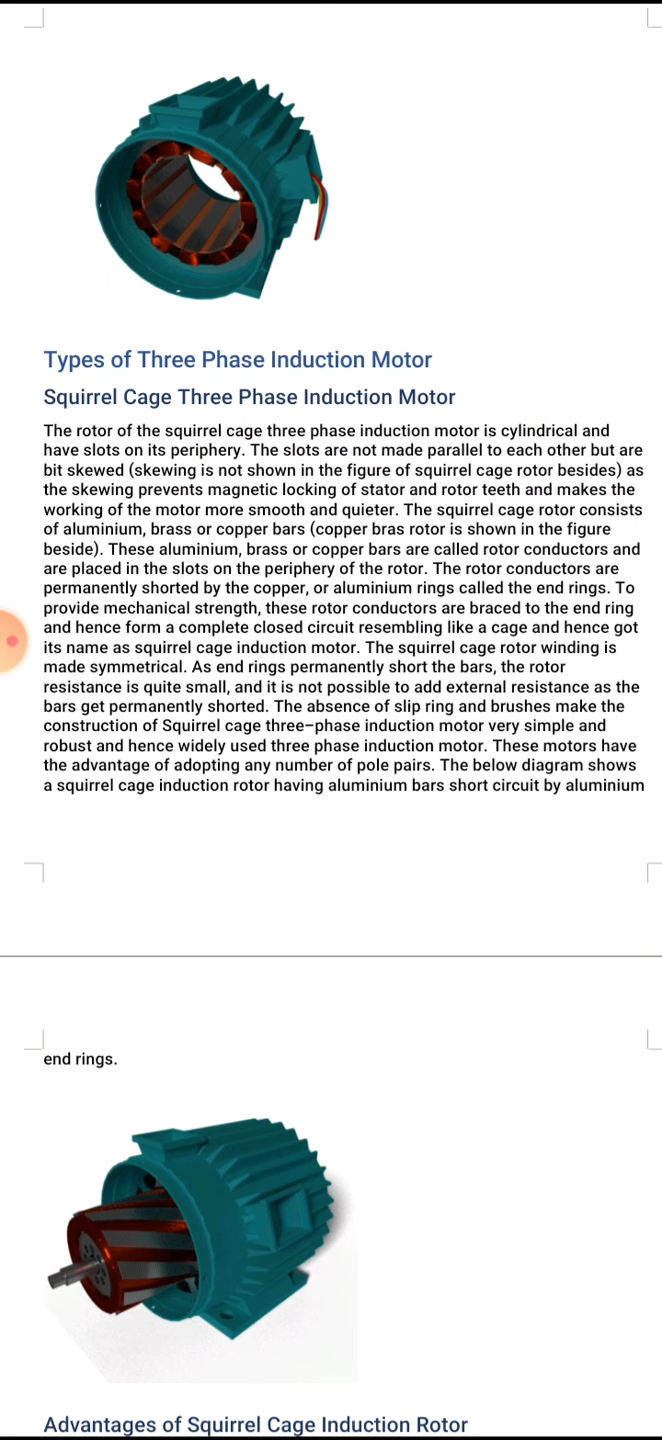 Types of Three Phase Induction Motor
Squirrel Cage Three Phase Induction Motor
The rotor of the squirrel cage three phase induction motor is cylindrical and
have slots on its periphery. The slots are not made parallel to each other but are
bit skewed (skewing is not shown in the figure of squirrel cage rotor besides) as
the skewing prevents magnetic locking of stator and rotor teeth and makes the
working of the motor more smooth and quieter. The squirrel cage rotor consists
of aluminium, brass or copper bars (copper bras rotor is shown in the figure
beside). These aluminium, brass or copper bars are called rotor conductors and
are placed in the slots on the periphery of the rotor. The rotor conductors are
permanently shorted by the copper, or aluminium rings called the end rings. To
provide mechanical strength, these rotor conductors are braced to the end ring
and hence form a complete closed circuit resembling like a cage and hence got
its name as squirrel cage induction motor. The squirrel cage rotor winding is
made symmetrical. As end rings permanently short the bars, the rotor
resistance is quite small, and it is not possible to add external resistance as the
bars get permanently shorted. The absence of slip ring and brushes make the
construction of Squirrel cage three–phase induction motor very simple and
robust and hence widely used three phase induction motor. These motors have
the advantage of adopting any number of pole pairs. The below diagram shows
a squirrel cage induction rotor having aluminium bars short circuit by aluminium
end rings.
Advantages of Squirrel Cage Induction Rotor